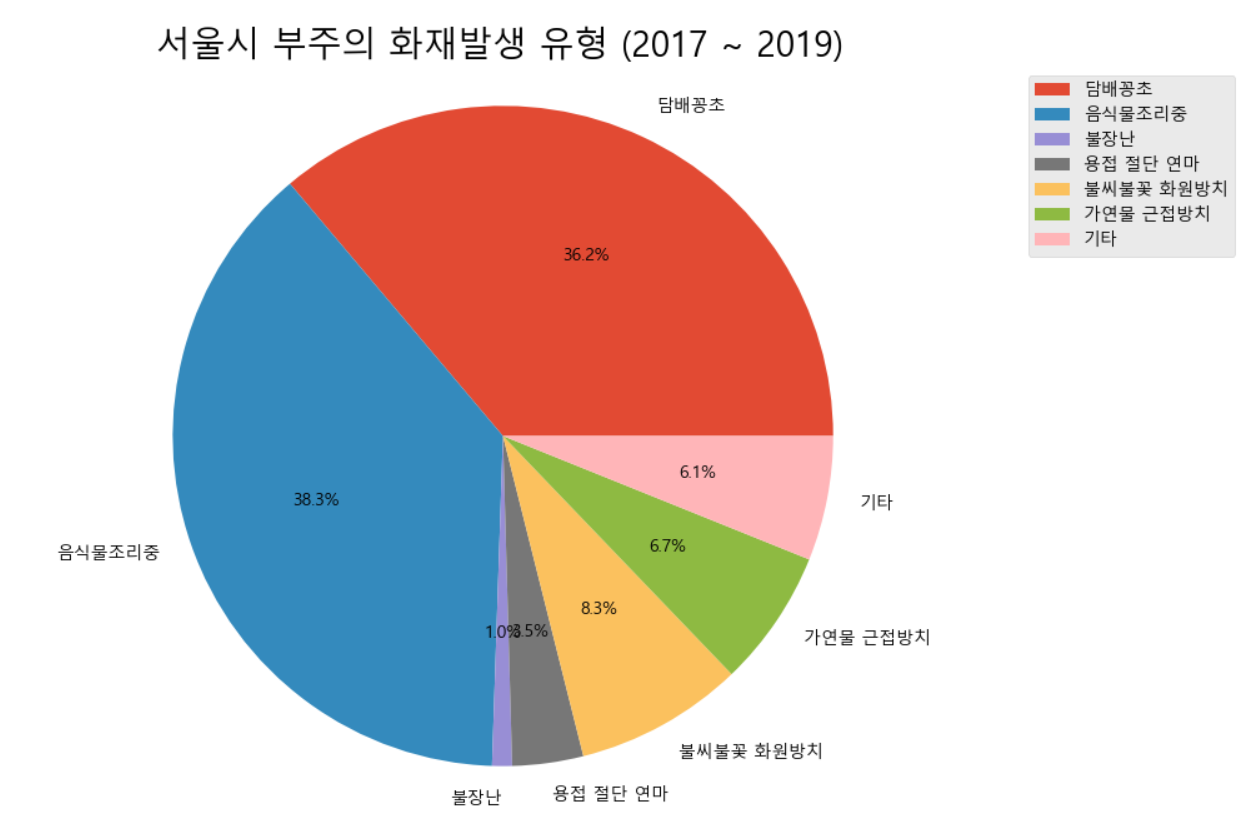 서울시 부주의 화재발생 유형 (2017 ~ 2019)
담배꽁초
음식물조리중
불장난
용접 절단 연마
불씨불꽃 화원방치
가연물 근접방치
기타
담배꽁초
36.2%
38.3%
음식물조리중
6.1%
기타
6.7%
가연물 근접방치
8.3%
1.0%
3.5%
불씨불꽃 화원방치
용접 절단 연마
불장난